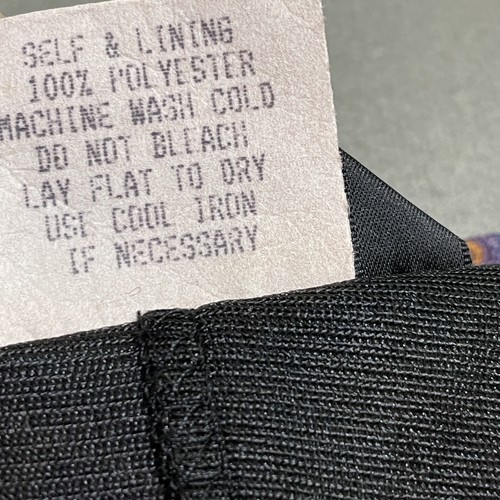 SELF & LINING
100% POLYESTER
MACHINE WASH COLD
DO NOT BLEACH
LAY FLAT TO DRY
USE COOL IRON
IF NECESSARY